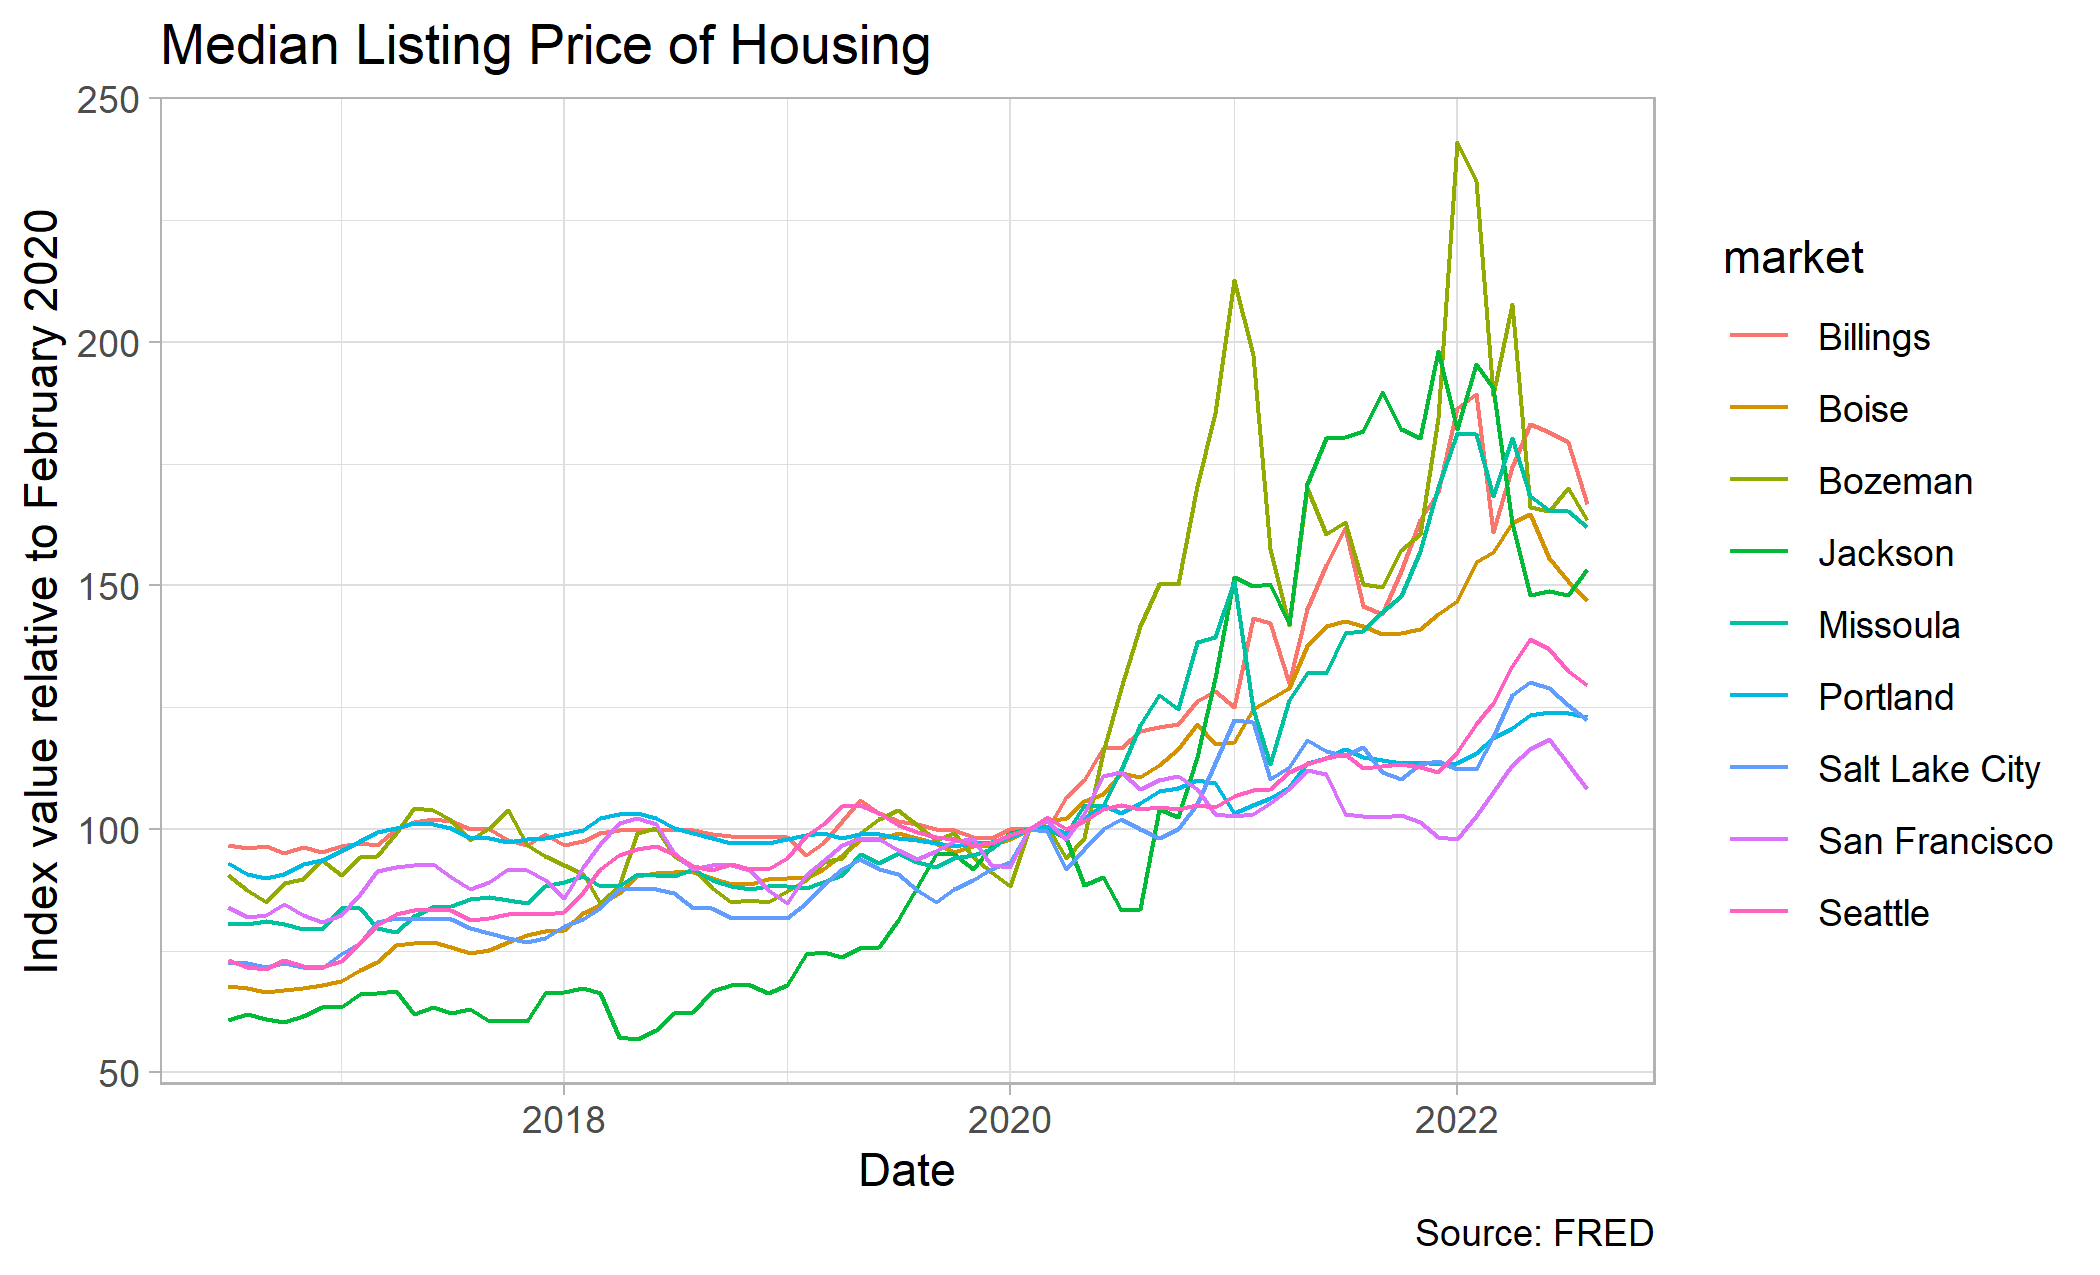 Median Listing Price of Housing
Index value relative to February 2020
250
200
150
100
50
2018
2020
2022
Date
market
Billings
Boise
Bozeman
Jackson
Missoula
Portland
Salt Lake City
San Francisco
Seattle
Source: FRED